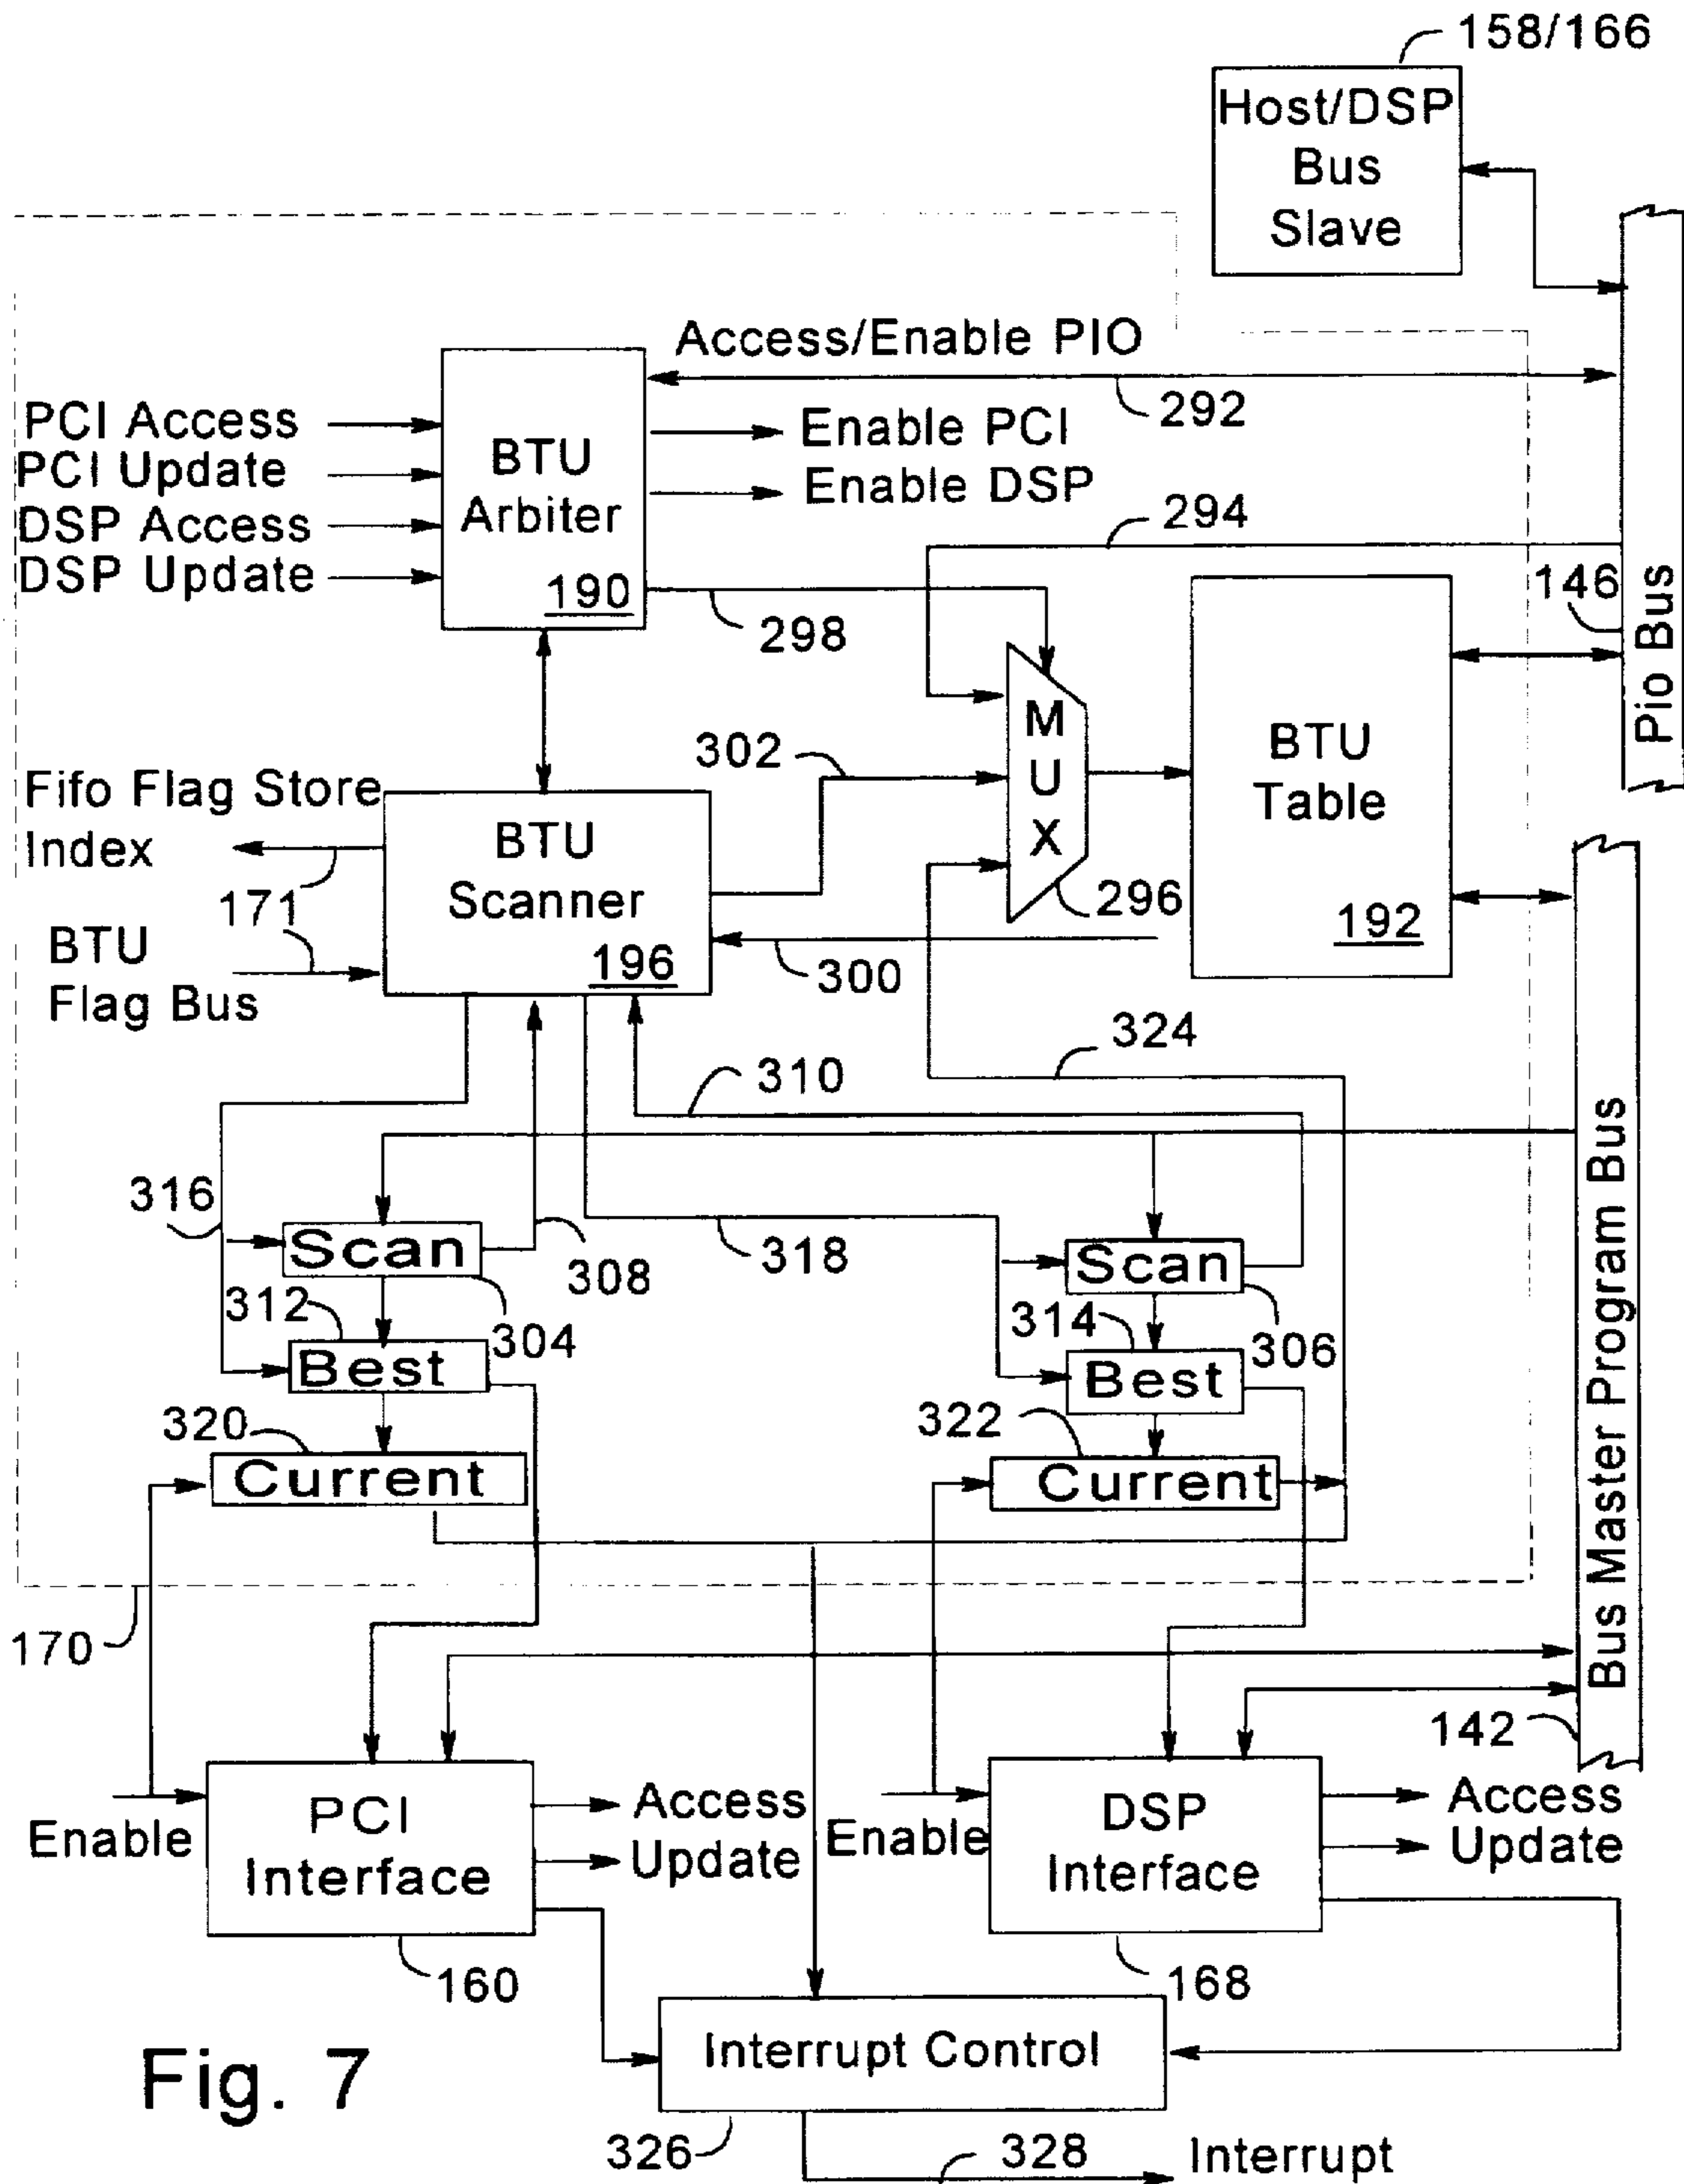 158/166
Host/DSP
Bus
Slave
Access/Enable PIO
292
PCI Access
PCI Update
DSP Access
DSP Update
BTU
Arbiter
190
Enable PCI
Enable DSP
294
298
146
Pio Bus
M
U
X
296
BTU
Table
192
302
Fifo Flag Store
Index
171
BTU
Flag Bus
BTU
Scanner
196
300
324
310
316
Scan
308
318
Scan
304
306
312
Best
314
Best
320
Current
322
Current
Bus Master Program Bus
170
142
Enable
PCI
Interface
Access
Update
Enable
DSP
Interface
Access
Update
160
168
Interrupt Control
326
328
Interrupt
Fig. 7